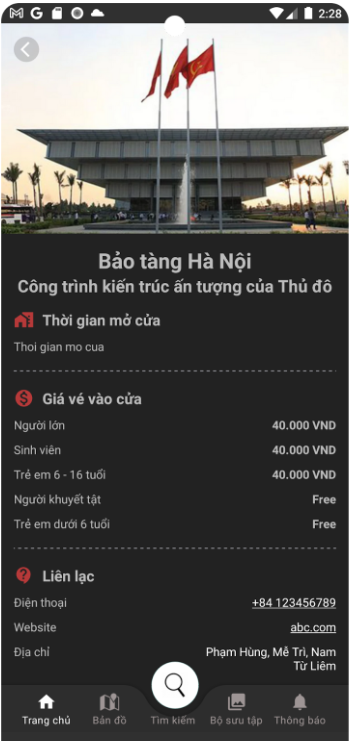 2:28
Bảo tàng Hà Nội
Công trình kiến trúc ấn tượng của Thủ đô
Thời gian mở cửa
Thoi gian mo cua
Giá vé vào cửa
Người lớn 40.000 VND
Sinh viên 40.000 VND
Trẻ em 6 - 16 tuổi 40.000 VND
Người khuyết tật Free
Trẻ em dưới 6 tuổi Free
Liên lạc
Điện thoại +84 123456789
Website abc.com
Địa chỉ Phạm Hùng, Mễ Trì, Nam
Từ Liêm
Trang chủ Bản đồ Tìm kiếm Bộ sưu tập Thông báo